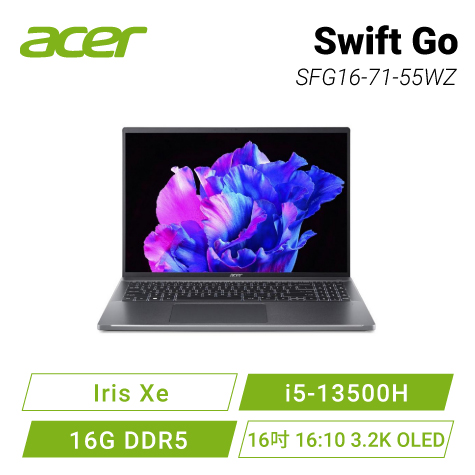 acer
Swift Go
SFG16-71-55WZ
acer
Iris Xe
i5-13500H
16G DDR5
16吋 16:10 3.2K OLED